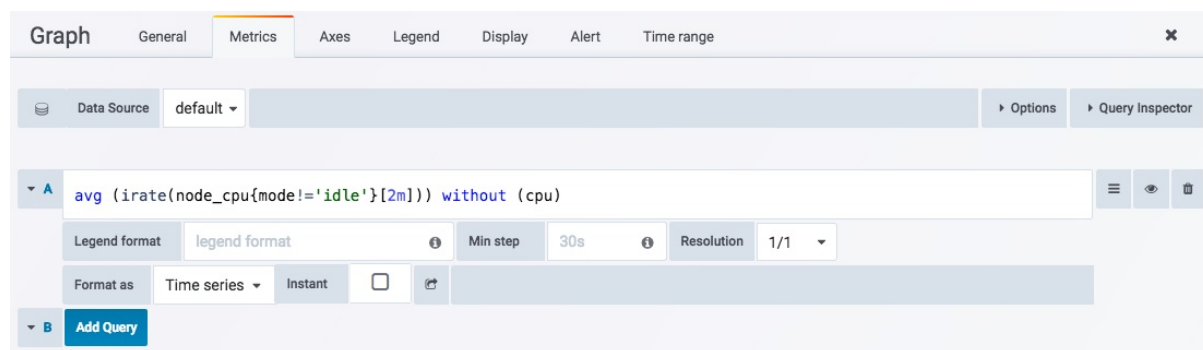 Graph General Metrics Axes Legend Display Alert Time range
Data Source default Options Query Inspector
A avg (irate(node_cpu{mode!='idle'}[2m])) without (cpu)
Legend format legend format Min step 30s Resolution 1/1
Format as Time series Instant
B Add Query